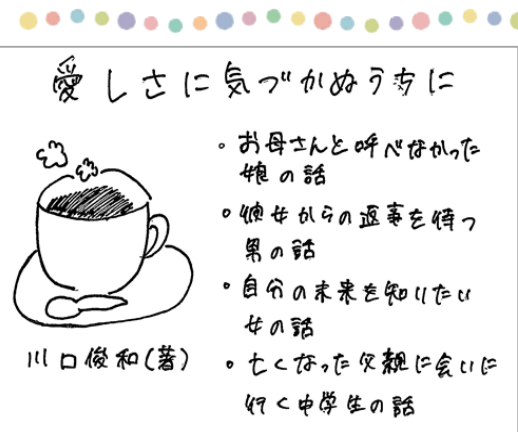 愛しさに気づかぬうちに
・お母さんと呼べなかった
娘の話
・彼女からの返事を待つ
男の話
・自分の未来を知りたい
女の話
・亡くなった父親に会いに
行く中学生の話
川口俊和(著)